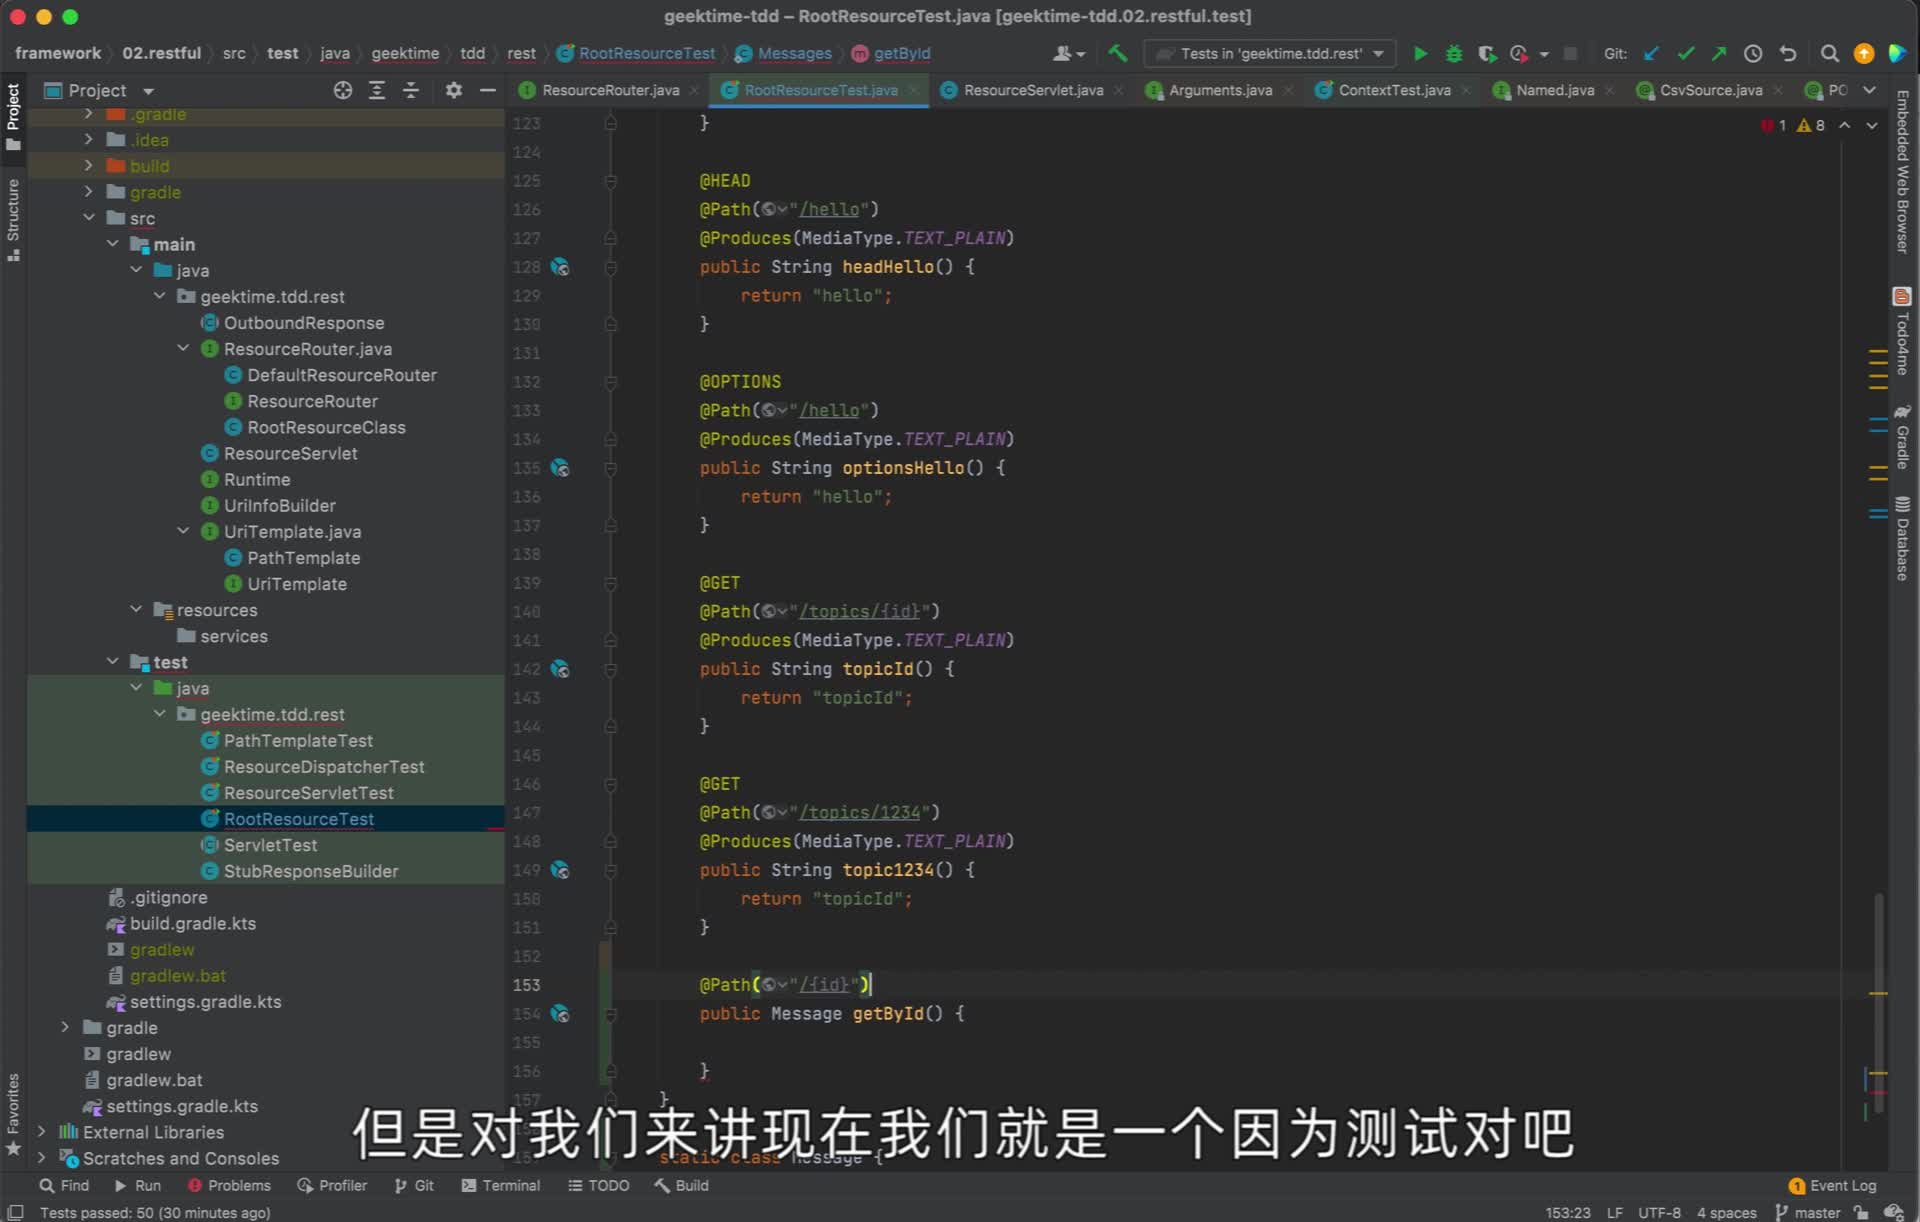 geektime-tdd – RootResourceTest.java [geektime-tdd.02.restful.test]
framework › 02.restful › src › test › java › geektime › tdd › rest › RootResourceTest › Messages › getById
Tests in 'geektime.tdd.rest'
Git:
Project
ResourceRouter.java
RootResourceTest.java
ResourceServlet.java
Arguments.java
ContextTest.java
Named.java
CsvSource.java
PO
Project
Structure
Favorites
.gradle
.idea
build
gradle
src
main
java
geektime.tdd.rest
OutboundResponse
ResourceRouter.java
DefaultResourceRouter
ResourceRouter
RootResourceClass
ResourceServlet
Runtime
UriInfoBuilder
UriTemplate.java
PathTemplate
UriTemplate
resources
services
test
java
geektime.tdd.rest
PathTemplateTest
ResourceDispatcherTest
ResourceServletTest
RootResourceTest
ServletTest
StubResponseBuilder
.gitignore
build.gradle.kts
gradlew
gradlew.bat
settings.gradle.kts
gradle
gradlew
gradlew.bat
settings.gradle.kts
External Libraries
Scratches and Consoles
1 8
123 }
124
125 @HEAD
126 @Path("/hello")
127 @Produces(MediaType.TEXT_PLAIN)
128 public String headHello() {
129 return "hello";
130 }
131
132 @OPTIONS
133 @Path("/hello")
134 @Produces(MediaType.TEXT_PLAIN)
135 public String optionsHello() {
136 return "hello";
137 }
138
139 @GET
140 @Path("/topics/{id}")
141 @Produces(MediaType.TEXT_PLAIN)
142 public String topicId() {
143 return "topicId";
144 }
145
146 @GET
147 @Path("/topics/1234")
148 @Produces(MediaType.TEXT_PLAIN)
149 public String topic1234() {
150 return "topicId";
151 }
152
153 @Path("/{id}")
154 public Message getById() {
155
156 }
157 }
static class Message {
但是对我们来讲现在我们就是一个因为测试对吧
Embedded Web Browser
Todo4me
Gradle
Database
Find
Run
Problems
Profiler
Git
Terminal
TODO
Build
1 Event Log
Tests passed: 50 (30 minutes ago)
153:23 LF UTF-8 4 spaces master